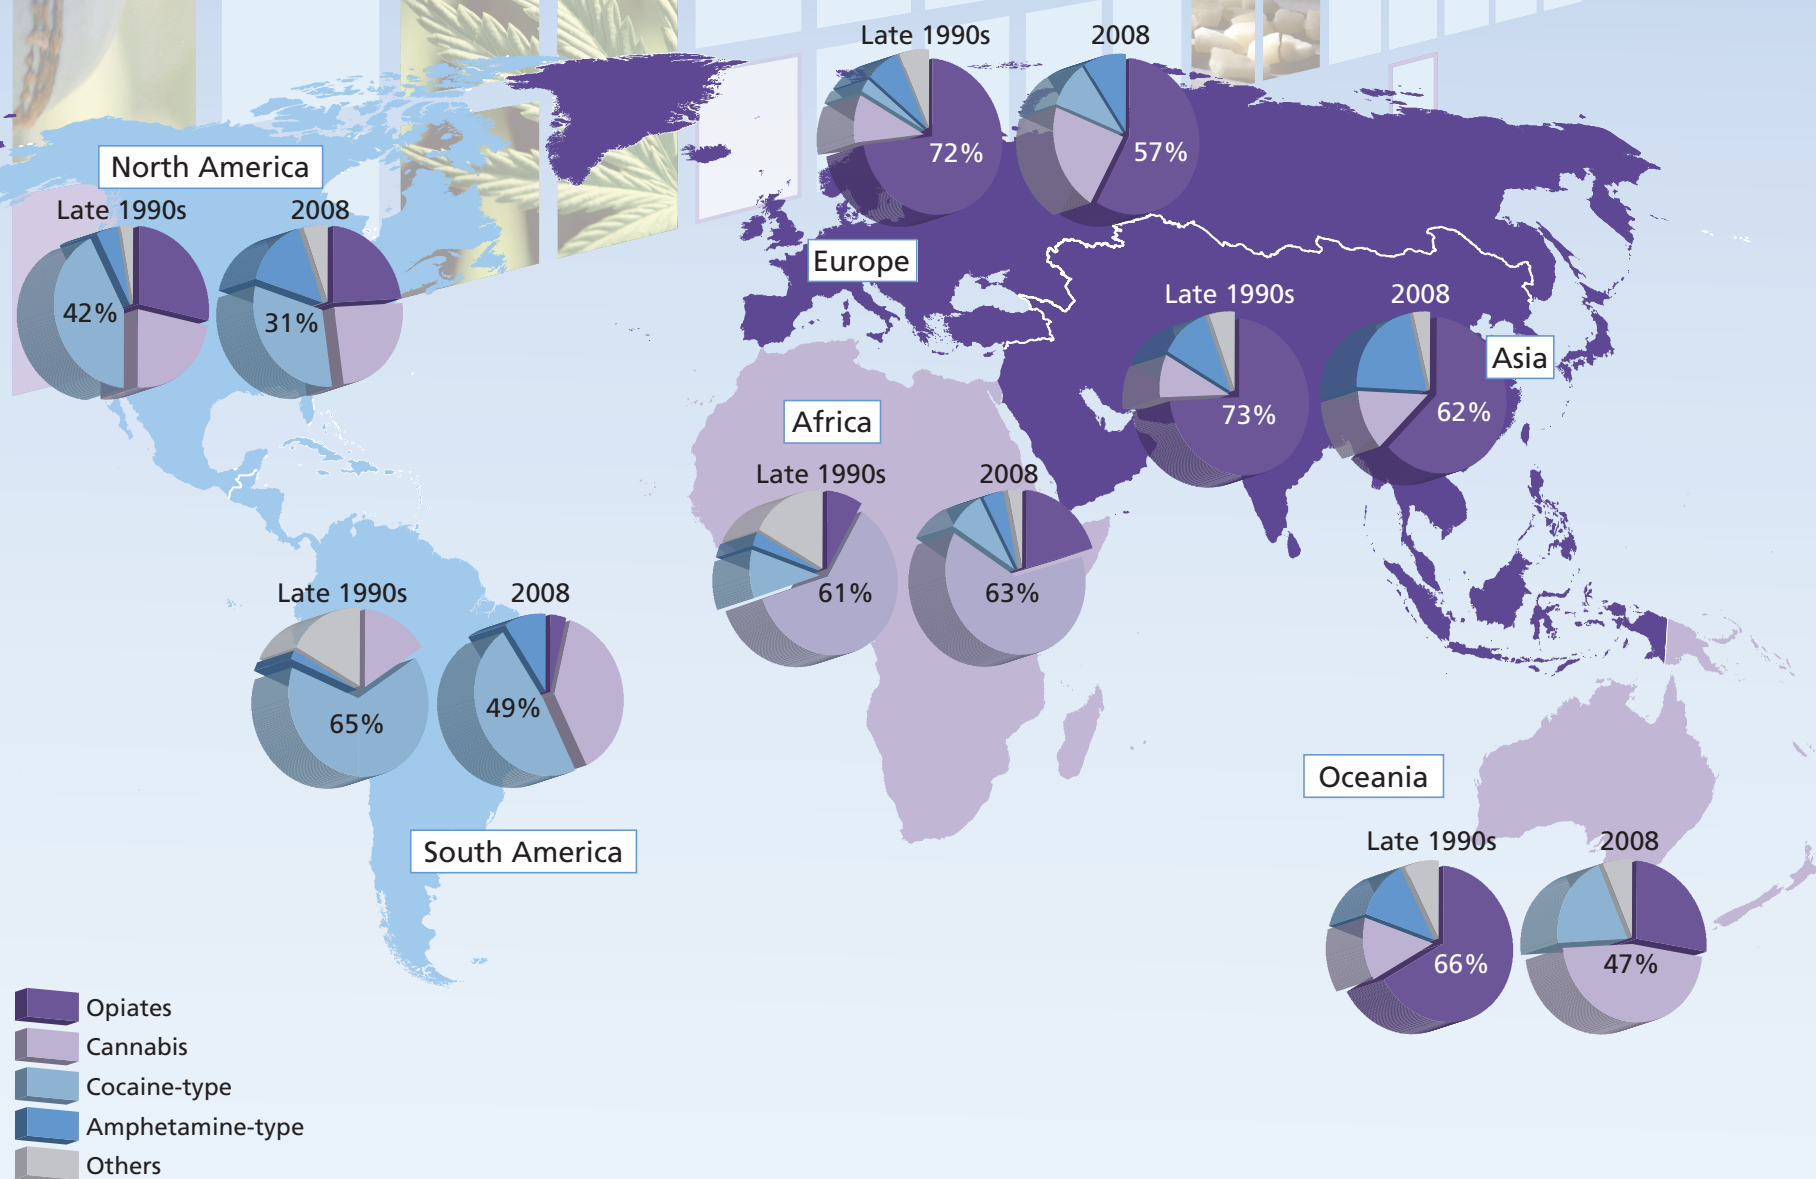 Late 1990s 2008
72% 57%
North America
Late 1990s 2008
42% 31%
Europe
Late 1990s 2008
Asia
73% 62%
Africa
Late 1990s 2008
61% 63%
Late 1990s 2008
65% 49%
South America
Oceania
Late 1990s 2008
66% 47%
Opiates
Cannabis
Cocaine-type
Amphetamine-type
Others